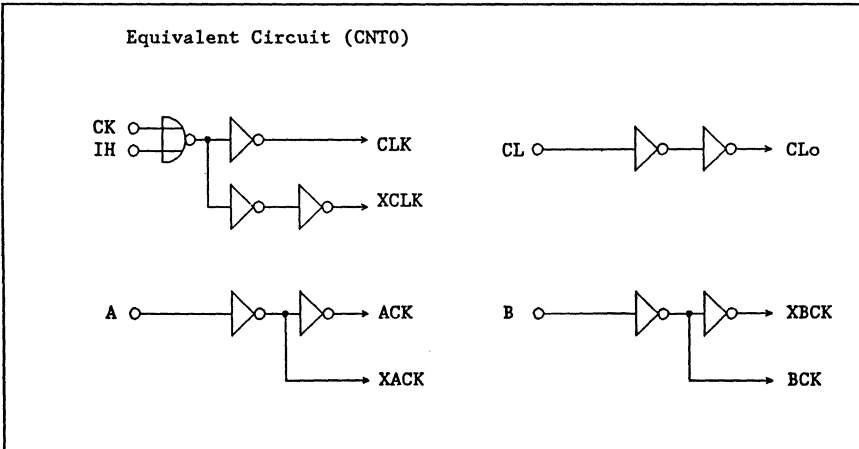 Equivalent Circuit (CNT0)
CK
IH
CLK
XCLK
CL
CLo
A
ACK
XACK
B
XBCK
BCK